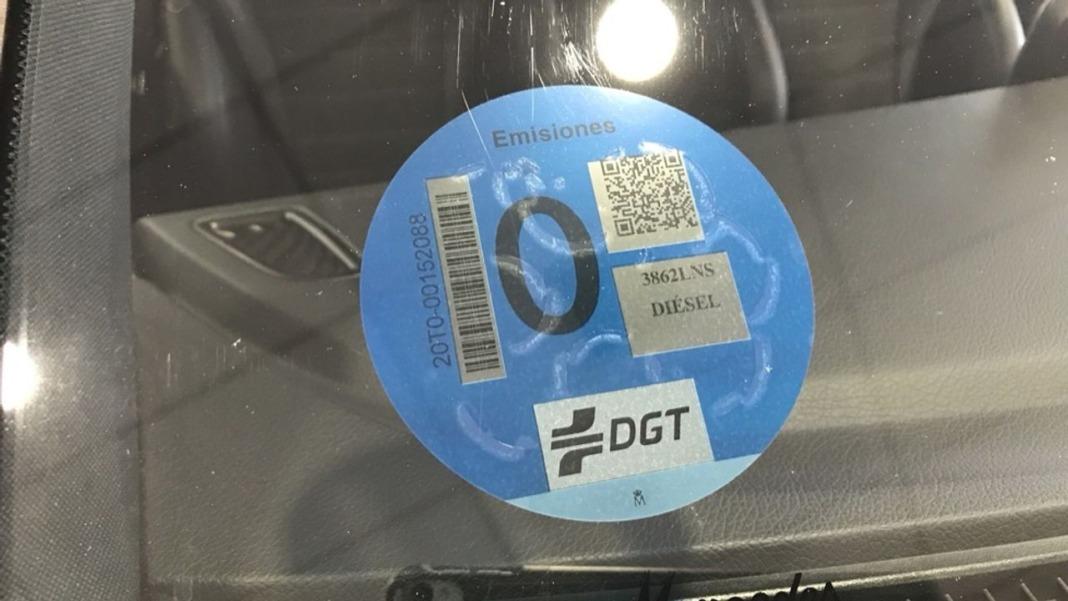 Emisiones
20T0-00152088
0
3862LNS
DIÉSEL
DGT
M